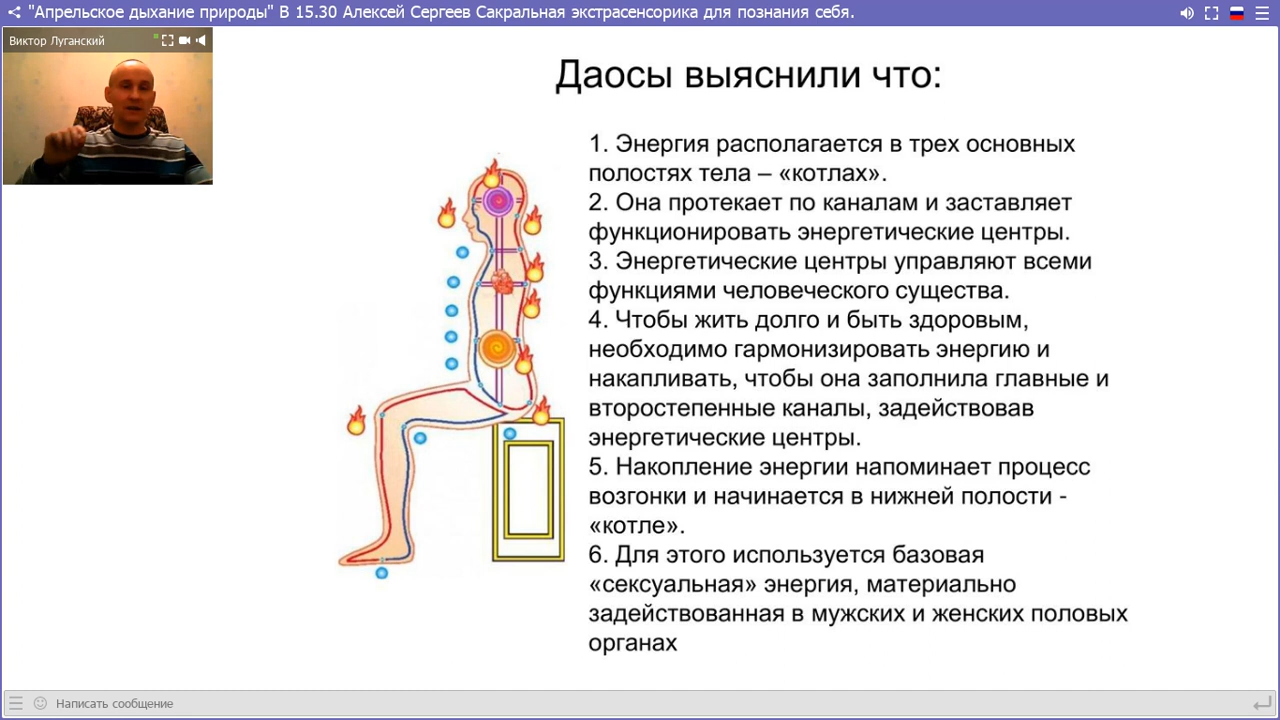 "Апрельское дыхание природы" В 15.30 Алексей Сергеев Сакральная экстрасенсорика для познания себя.
Виктор Луганский
Даосы выяснили что:
1. Энергия располагается в трех основных
полостях тела – «котлах».
2. Она протекает по каналам и заставляет
функционировать энергетические центры.
3. Энергетические центры управляют всеми
функциями человеческого существа.
4. Чтобы жить долго и быть здоровым,
необходимо гармонизировать энергию и
накапливать, чтобы она заполнила главные и
второстепенные каналы, задействовав
энергетические центры.
5. Накопление энергии напоминает процесс
возгонки и начинается в нижней полости -
«котле».
6. Для этого используется базовая
«сексуальная» энергия, материально
задействованная в мужских и женских половых
органах
Написать сообщение